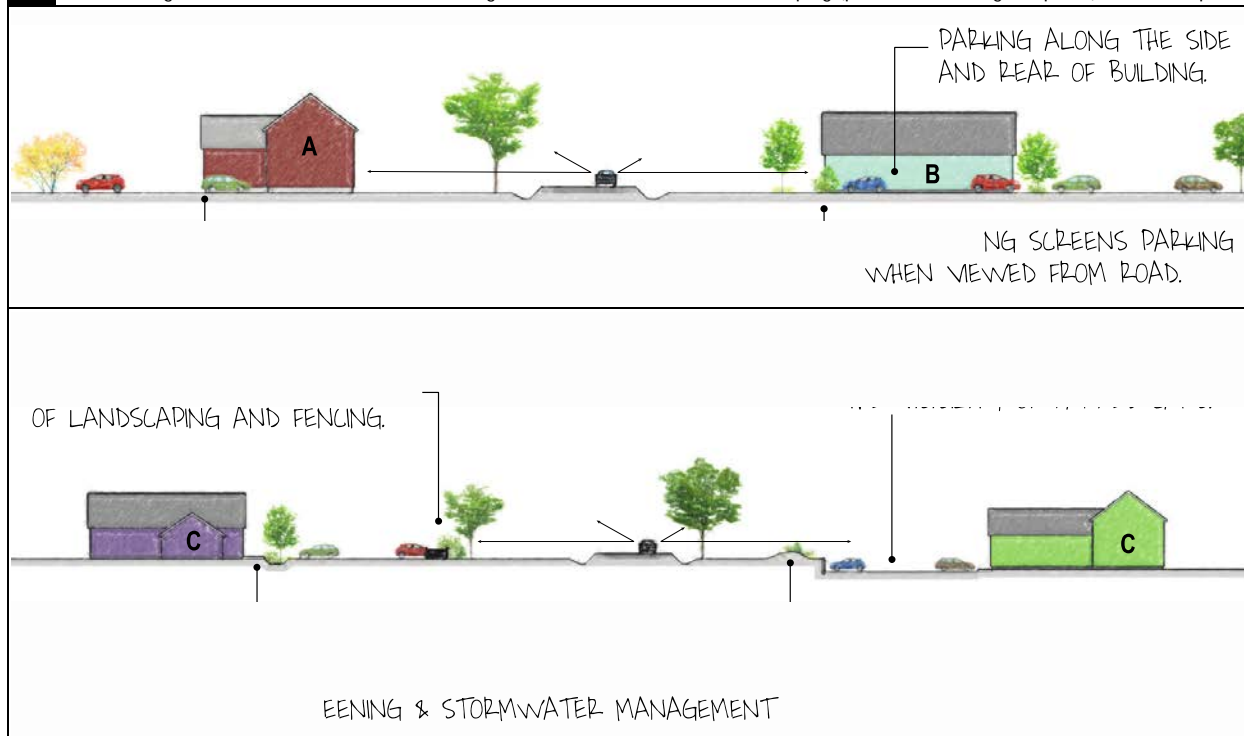 PARKING ALONG THE SIDE
AND REAR OF BUILDING.
A
B
NG SCREENS PARKING
WHEN VIEWED FROM ROAD.
OF LANDSCAPING AND FENCING.
C
C
EENING & STORMWATER MANAGEMENT